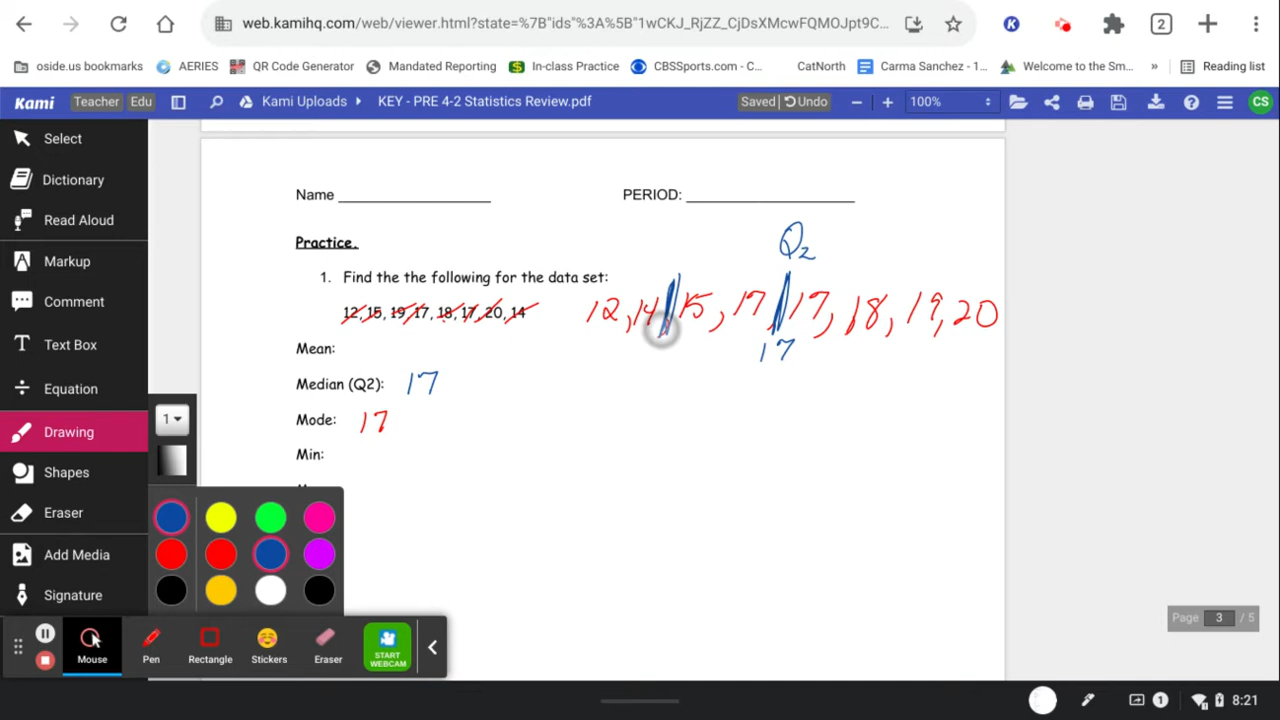 web.kamihq.com/web/viewer.html?state=%7B"ids"%3A%5B"1wCKJ_RjZZ_CjDsXMcwFQMOJpt9C...
2
oside.us bookmarks AERIES QR Code Generator Mandated Reporting In-class Practice CBSSports.com - C... CatNorth Carma Sanchez - 1... Welcome to the Sm... » Reading list
Kami Teacher Edu Kami Uploads KEY - PRE 4-2 Statistics Review.pdf Saved Undo 100% CS
Select
Dictionary
Read Aloud
Markup
Comment
Text Box
Equation
Drawing
Shapes
Eraser
Add Media
Signature
1
Name ________________ PERIOD: ________________
Practice.
Q2
1. Find the the following for the data set:
12, 15, 19, 17, 18, 17, 20, 14
12, 14, 15, 17, 17, 18, 19, 20
17
Mean:
Median (Q2): 17
Mode: 17
Min:
Page 3 / 5
Mouse Pen Rectangle Stickers Eraser START WEBCAM
1 8:21